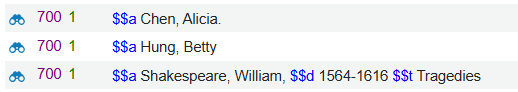 700 1 $$a Chen, Alicia.
700 1 $$a Hung, Betty
700 1 $$a Shakespeare, William, $$d 1564-1616 $$t Tragedies